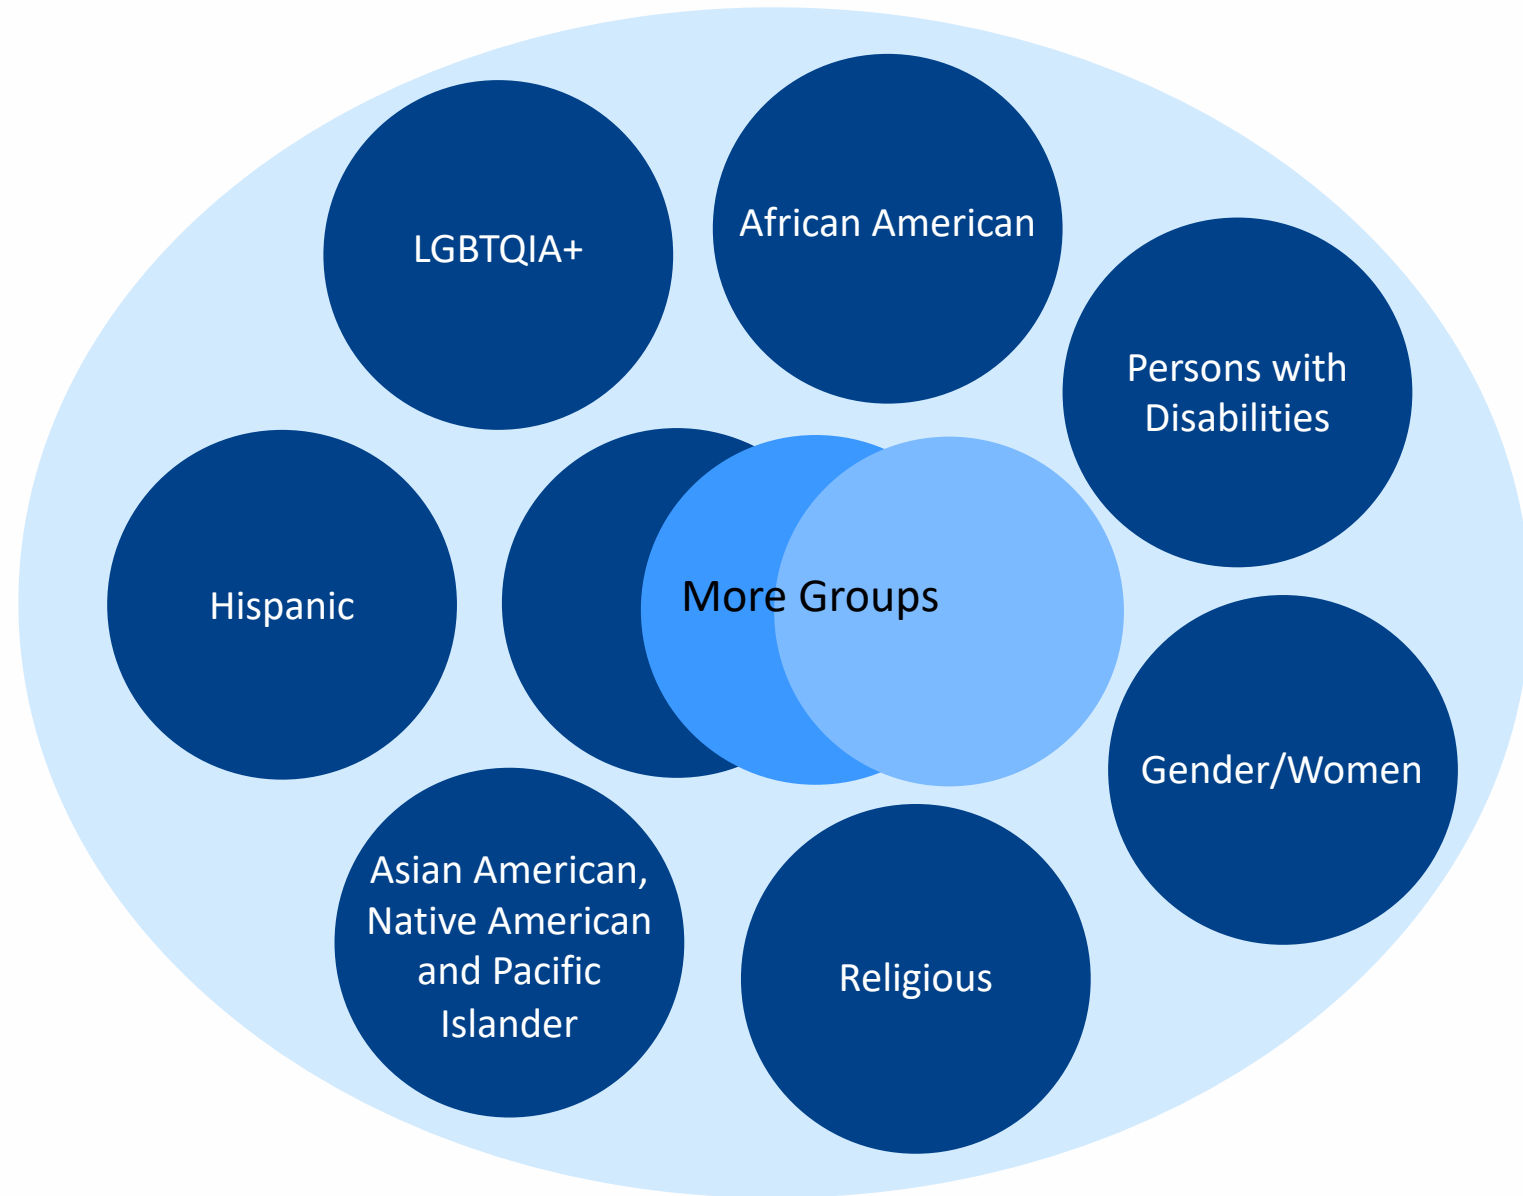 LGBTQIA+
African American
Persons with
Disabilities
Hispanic
More Groups
Gender/Women
Asian American,
Native American
and Pacific
Islander
Religious